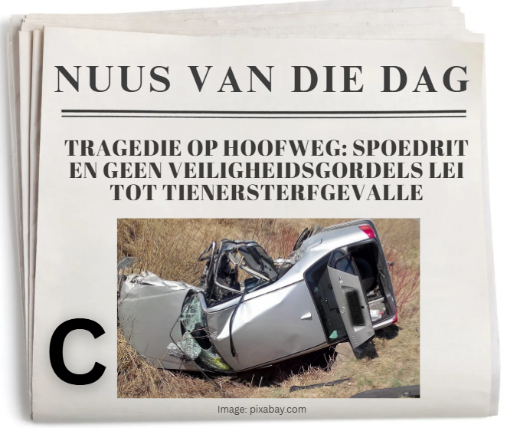 NUUS VAN DIE DAG
TRAGEDIE OP HOOFWEG: SPOEDRIT
EN GEEN VEILIGHEIDSGORDELS LEI
TOT TIENERSTERFGEVALLE
C
Image: pixabay.com